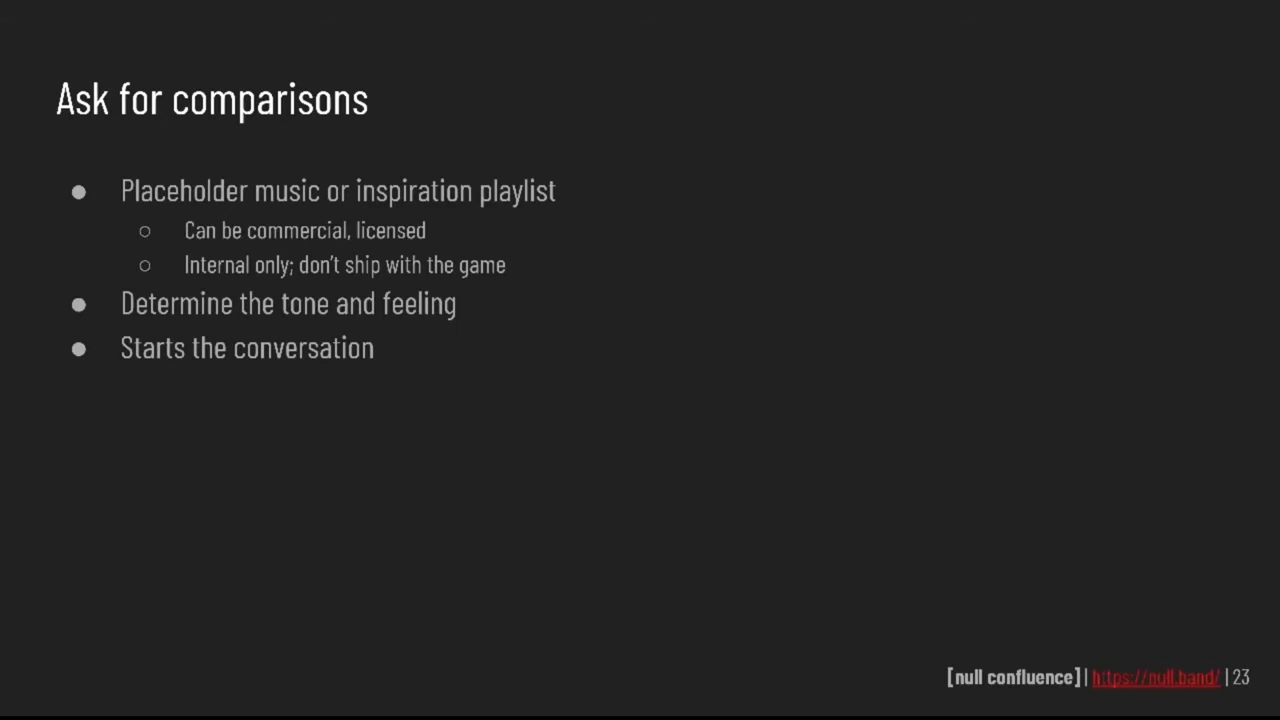 Ask for comparisons
● Placeholder music or inspiration playlist
○ Can be commercial, licensed
○ Internal only; don't ship with the game
● Determine the tone and feeling
● Starts the conversation
[null confluence] | https://null.band/ | 23